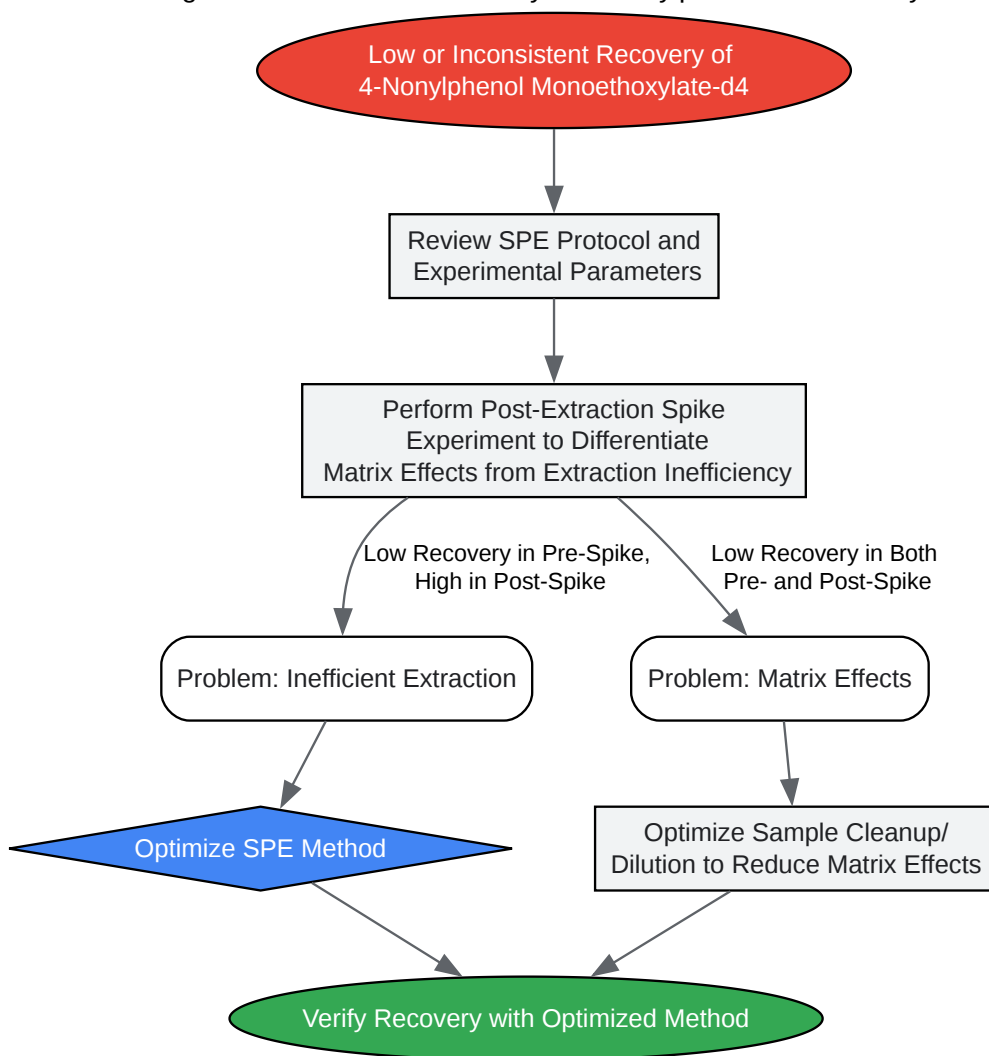 Low or Inconsistent Recovery of
4-Nonylphenol Monoethoxylate-d4
Review SPE Protocol and
Experimental Parameters
Perform Post-Extraction Spike
Experiment to Differentiate
Matrix Effects from Extraction Inefficiency
Low Recovery in Pre-Spike,
High in Post-Spike
Low Recovery in Both
Pre- and Post-Spike
Problem: Inefficient Extraction
Problem: Matrix Effects
Optimize SPE Method
Optimize Sample Cleanup/
Dilution to Reduce Matrix Effects
Verify Recovery with Optimized Method